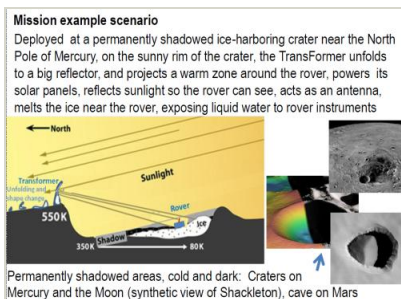 Mission example scenario
Deployed at a permanently shadowed ice-harboring crater near the North
Pole of Mercury, on the sunny rim of the crater, the TransFormer unfolds
to a big reflector, and projects a warm zone around the rover, powers its
solar panels, reflects sunlight so the rover can see, acts as an antenna,
melts the ice near the rover, exposing liquid water to rover instruments
North
Sunlight
Transformer
Unfolding and
shape change
550K
Rover
Ice
Shadow
350K
80K
Permanently shadowed areas, cold and dark: Craters on
Mercury and the Moon (synthetic view of Shackleton), cave on Mars